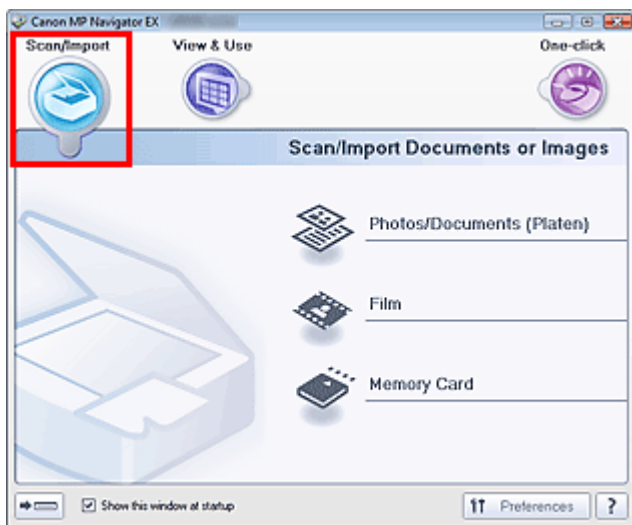 Canon MP Navigator EX
Scan/Import View & Use One-click
Scan/Import Documents or Images
Photos/Documents (Platen)
Film
Memory Card
Show this window at startup Preferences ?